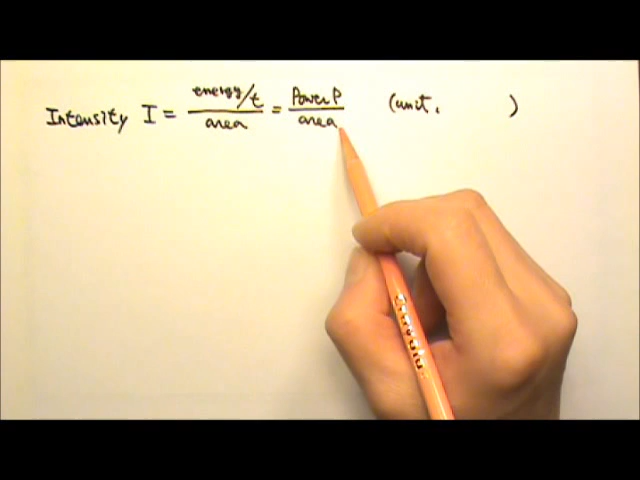 Intensity I = energy/t / area = Power P / area (unit. )